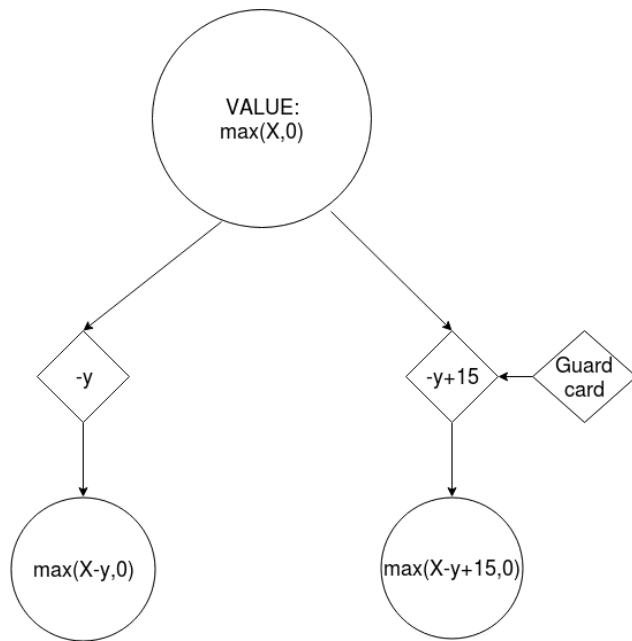 VALUE:
max(X,0)
-y
-y+15
Guard
card
max(X-y,0)
max(X-y+15,0)